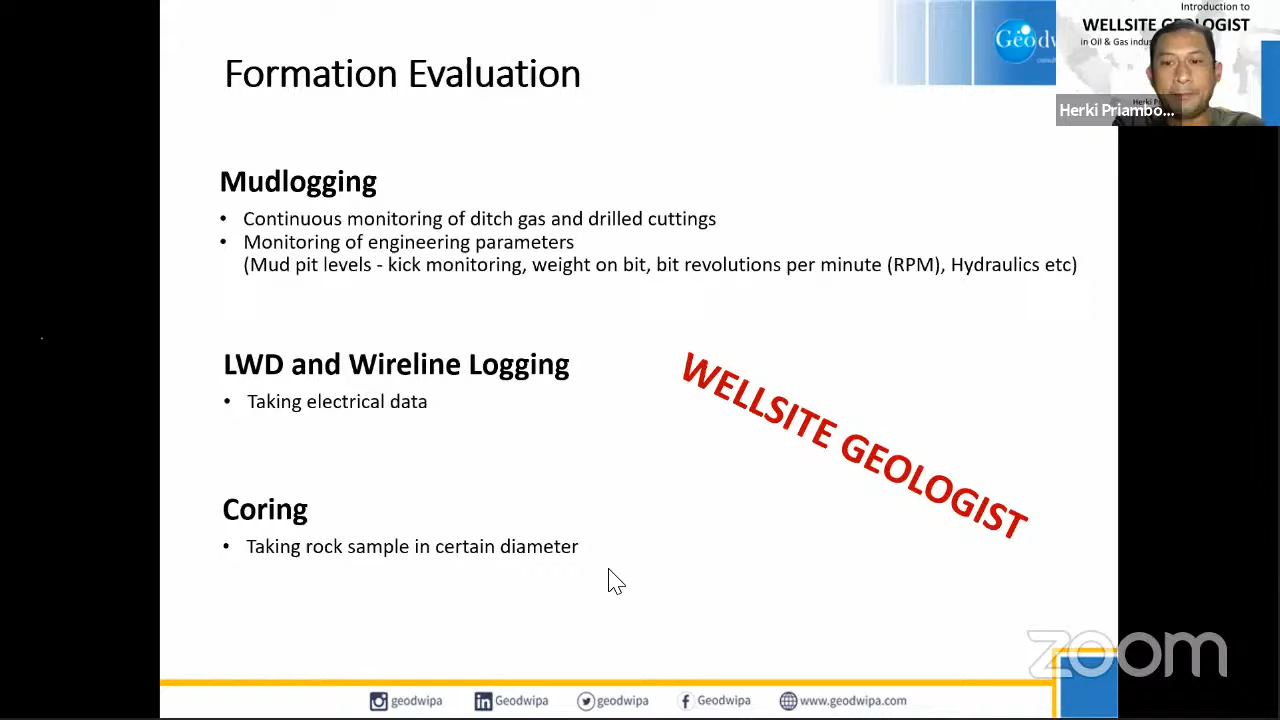 Introduction to
WELLSITE GEOLOGIST
in Oil & Gas
Herki Priambo...
Geodw
Formation Evaluation
Mudlogging
• Continuous monitoring of ditch gas and drilled cuttings
• Monitoring of engineering parameters
(Mud pit levels - kick monitoring, weight on bit, bit revolutions per minute (RPM), Hydraulics etc)
LWD and Wireline Logging
• Taking electrical data
WELLSITE GEOLOGIST
Coring
• Taking rock sample in certain diameter
zoom
geodwipa Geodwipa geodwipa Geodwipa www.geodwipa.com